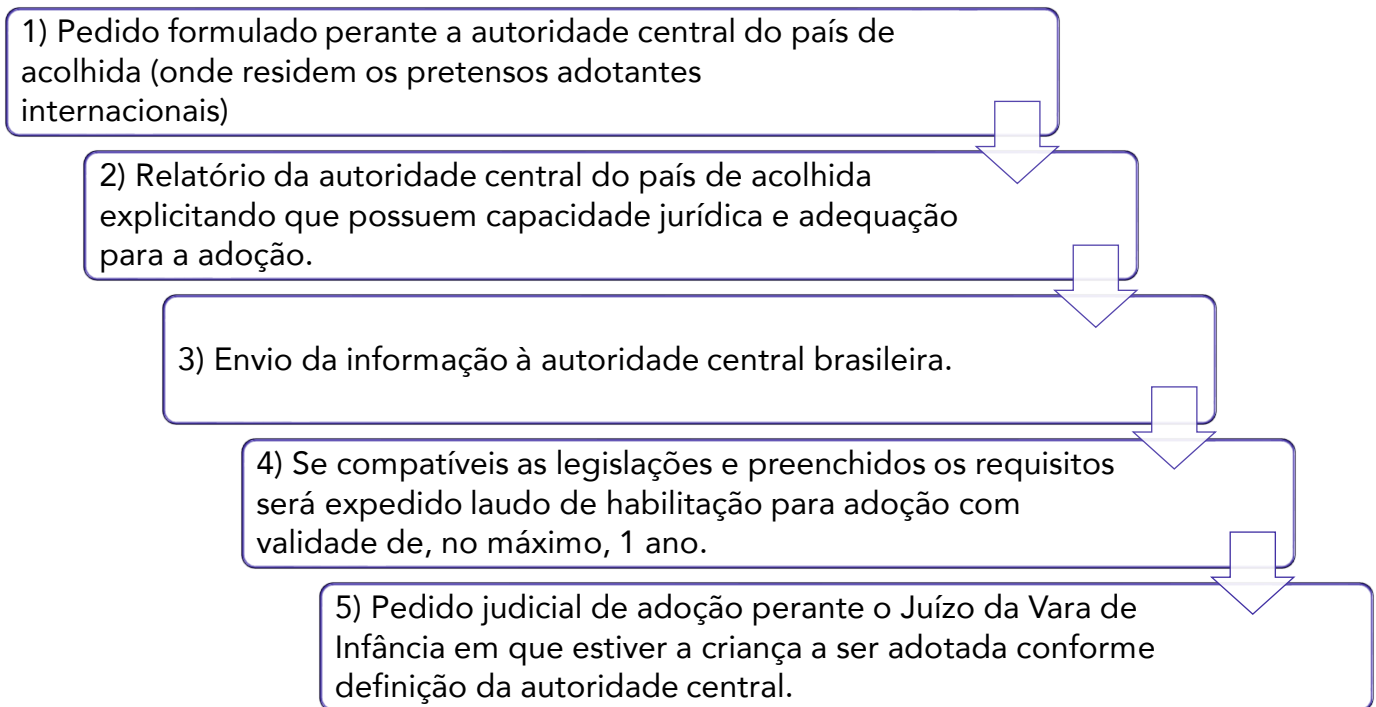 1) Pedido formulado perante a autoridade central do país de
acolhida (onde residem os pretensos adotantes
internacionais)
2) Relatório da autoridade central do país de acolhida
explicitando que possuem capacidade jurídica e adequação
para a adoção.
3) Envio da informação à autoridade central brasileira.
4) Se compatíveis as legislações e preenchidos os requisitos
será expedido laudo de habilitação para adoção com
validade de, no máximo, 1 ano.
5) Pedido judicial de adoção perante o Juízo da Vara de
Infância em que estiver a criança a ser adotada conforme
definição da autoridade central.